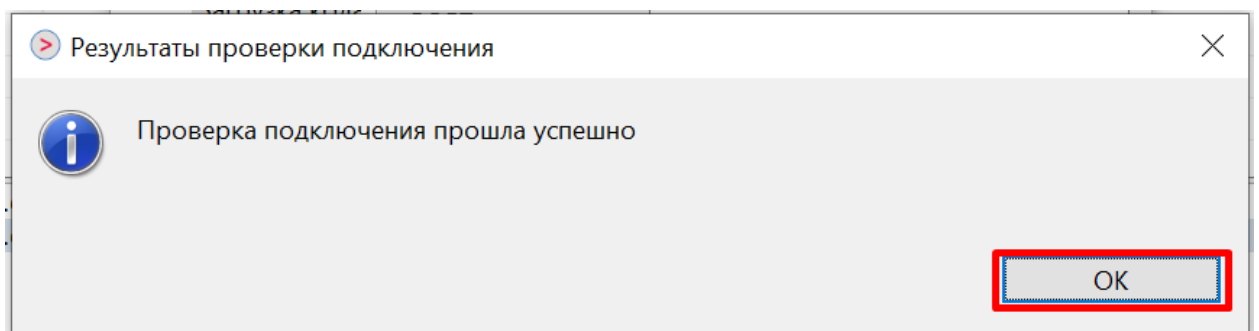 Результаты проверки подключения
Проверка подключения прошла успешно
OK